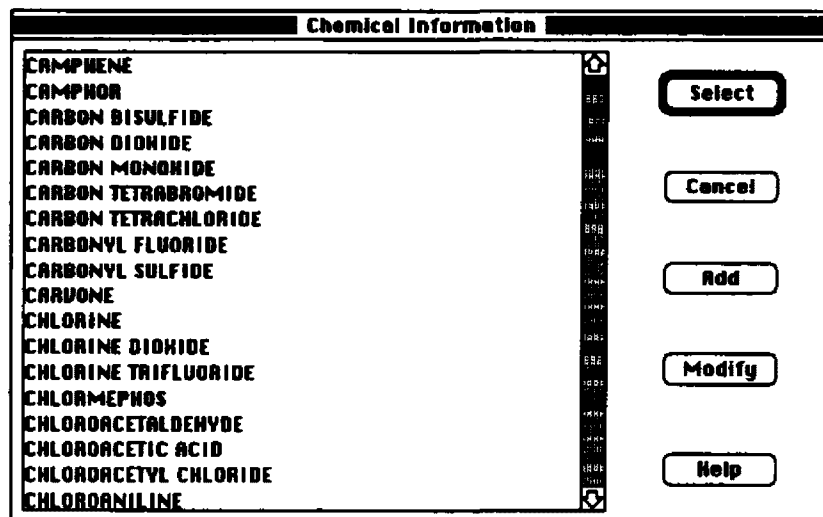 Chemical Information
CAMPHENE
CAMPHOR
CARBON BISULFIDE
CARBON DIOXIDE
CARBON MONOXIDE
CARBON TETRABROMIDE
CARBON TETRACHLORIDE
CARBONYL FLUORIDE
CARBONYL SULFIDE
CARVONE
CHLORINE
CHLORINE DIOXIDE
CHLORINE TRIFLUORIDE
CHLORMEPHOS
CHLOROACETALDEHYDE
CHLOROACETIC ACID
CHLOROACETYL CHLORIDE
CHLOROANILINE
Select
Cancel
Add
Modify
Help